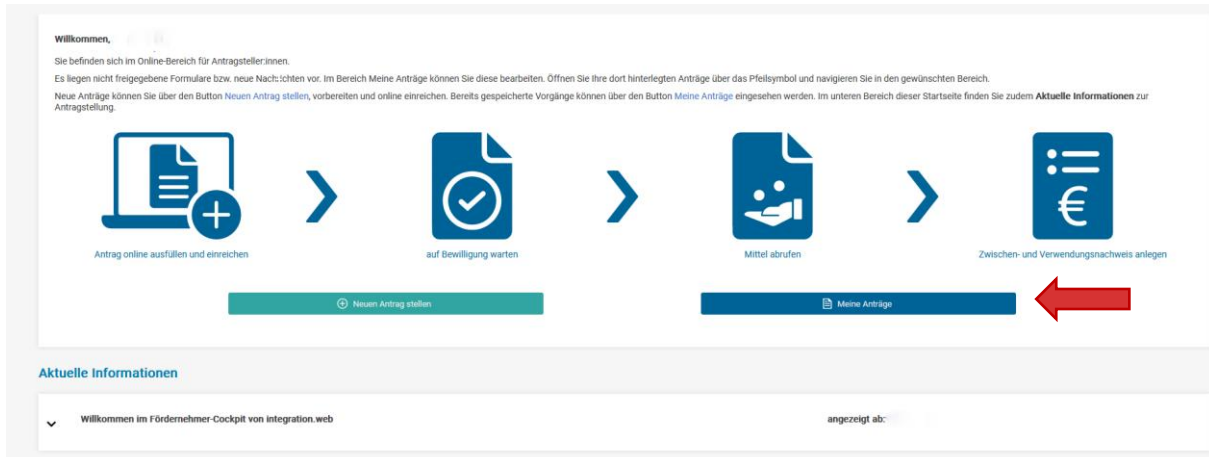 Willkommen,
Sie befinden sich im Online-Bereich für Antragsteller:innen.
Es liegen nicht freigegebene Formulare bzw. neue Nachrichten vor. Im Bereich Meine Anträge können Sie diese bearbeiten. Öffnen Sie Ihre dort hinterlegten Anträge über das Pfeilsymbol und navigieren Sie in den gewünschten Bereich.
Neue Anträge können Sie über den Button Neuen Antrag stellen, vorbereiten und online einreichen. Bereits gespeicherte Vorgänge können über den Button Meine Anträge eingesehen werden. Im unteren Bereich dieser Startseite finden Sie zudem Aktuelle Informationen zur
Antragstellung.
€
Antrag online ausfüllen und einreichen auf Bewilligung warten Mittel abrufen Zwischen- und Verwendungsnachweis anlegen
Neuen Antrag stellen Meine Anträge
Aktuelle Informationen
Willkommen im Fördernehmer-Cockpit von integration.web angezeigt ab: